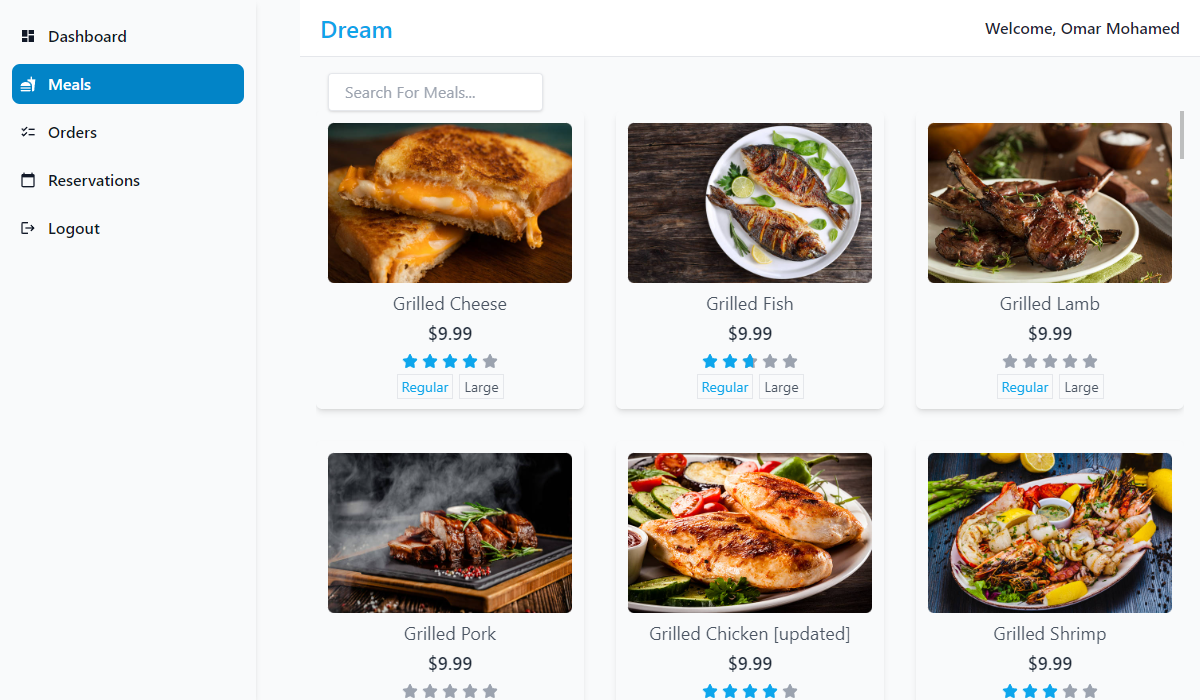 Dashboard
Meals
Orders
Reservations
Logout
Dream
Welcome, Omar Mohamed
Search For Meals...
Grilled Cheese
$9.99
Regular Large
Grilled Fish
$9.99
Regular Large
Grilled Lamb
$9.99
Regular Large
Grilled Pork
$9.99
Grilled Chicken [updated]
$9.99
Grilled Shrimp
$9.99